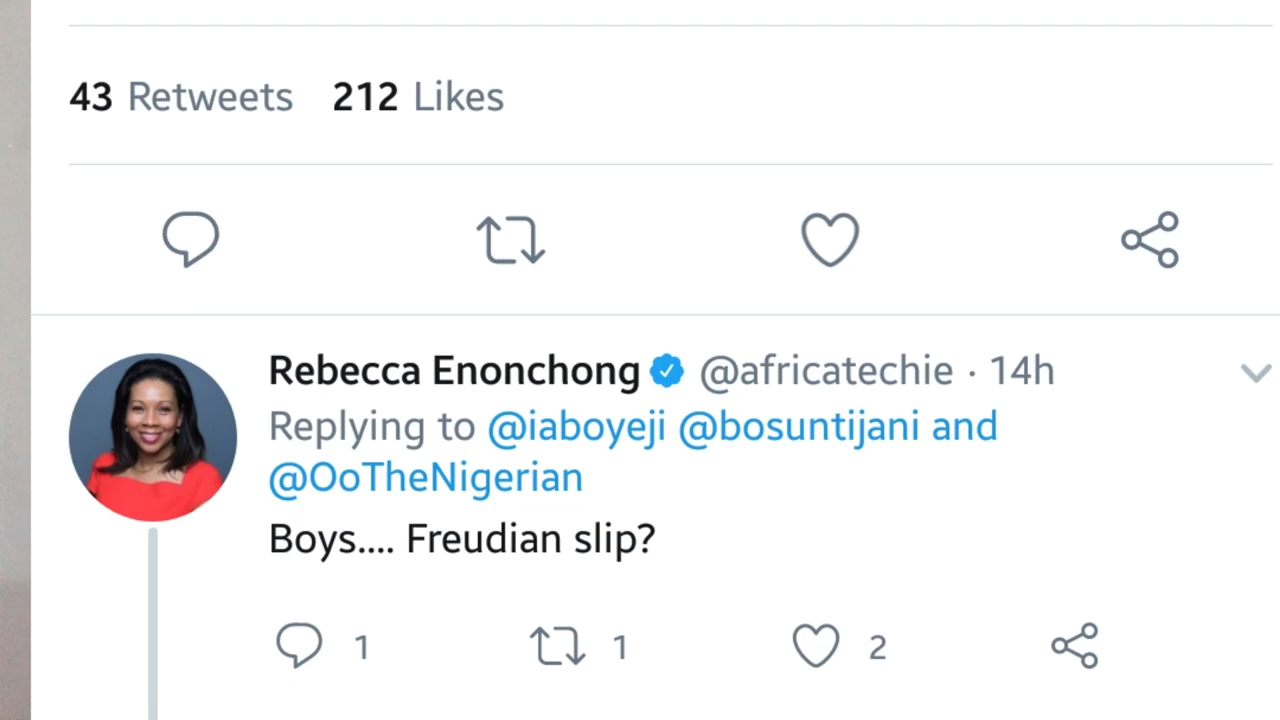 43 Retweets 212 Likes
Rebecca Enonchong @africatechie · 14h
Replying to @iaboyeji @bosuntijani and
@OoTheNigerian
Boys.... Freudian slip?
1 1 2